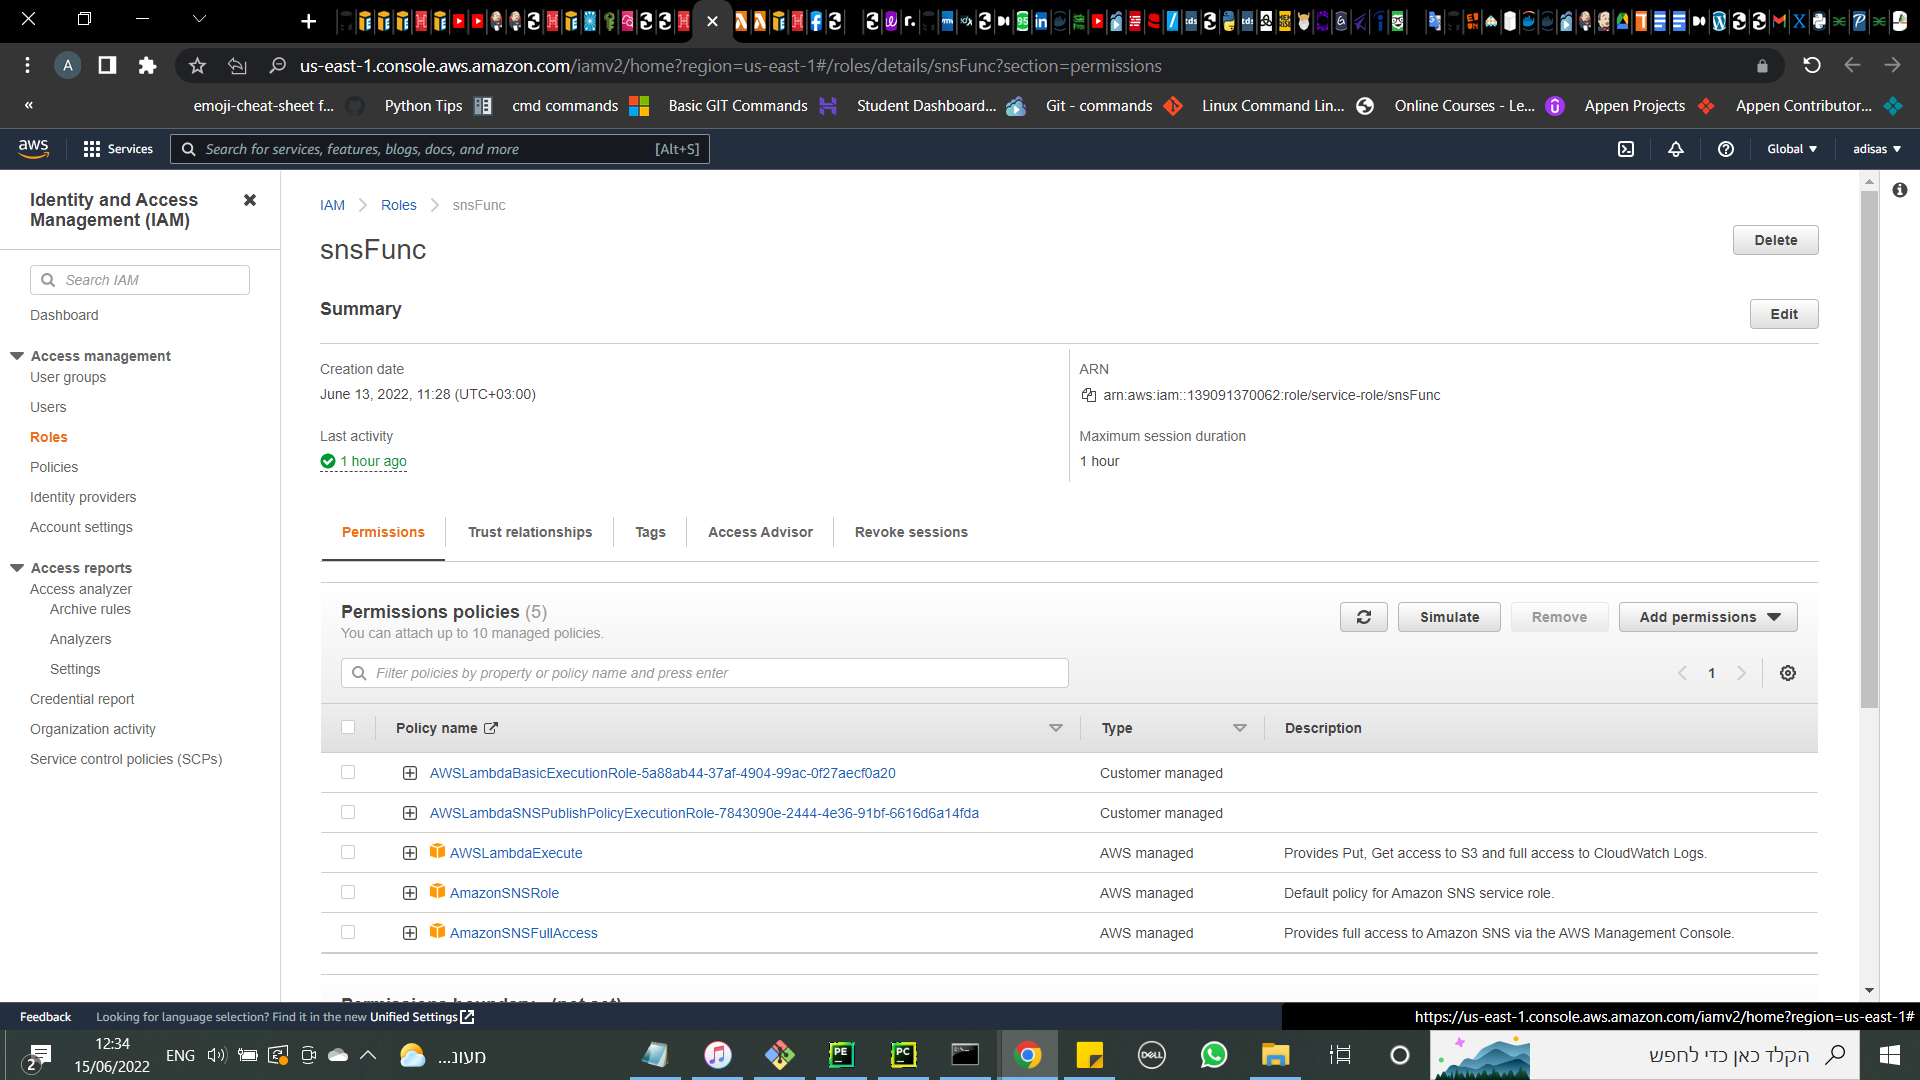 us-east-1.console.aws.amazon.com/iamv2/home?region=us-east-1#/roles/details/snsFunc?section=permissions
A
«
emoji-cheat-sheet f...
Python Tips
cmd commands
Basic GIT Commands
Student Dashboard...
Git - commands
Linux Command Lin...
Online Courses - Le...
Appen Projects
Appen Contributor...
aws
Services
Search for services, features, blogs, docs, and more
[Alt+S]
Global
adisas
Identity and Access
Management (IAM)
Search IAM
Dashboard
Access management
User groups
Users
Roles
Policies
Identity providers
Account settings
Access reports
Access analyzer
Archive rules
Analyzers
Settings
Credential report
Organization activity
Service control policies (SCPs)
IAM
Roles
snsFunc
snsFunc
Delete
Summary
Edit
Creation date
June 13, 2022, 11:28 (UTC+03:00)
Last activity
1 hour ago
ARN
arn:aws:iam::139091370062:role/service-role/snsFunc
Maximum session duration
1 hour
Permissions
Trust relationships
Tags
Access Advisor
Revoke sessions
Permissions policies (5)
You can attach up to 10 managed policies.
Simulate
Remove
Add permissions
Filter policies by property or policy name and press enter
1
Policy name
Type
Description
AWSLambdaBasicExecutionRole-5a88ab44-37af-4904-99ac-0f27aecf0a20
Customer managed
AWSLambdaSNSPublishPolicyExecutionRole-7843090e-2444-4e36-91bf-6616d6a14fda
Customer managed
AWSLambdaExecute
AWS managed
Provides Put, Get access to S3 and full access to CloudWatch Logs.
AmazonSNSRole
AWS managed
Default policy for Amazon SNS service role.
AmazonSNSFullAccess
AWS managed
Provides full access to Amazon SNS via the AWS Management Console.
Permissions boundary - (not set)
Feedback
Looking for language selection? Find it in the new Unified Settings
https://us-east-1.console.aws.amazon.com/iamv2/home?region=us-east-1#
2
12:34
15/06/2022
ENG
מעונ...
PE
PC
DELL
הקלד כאן כדי לחפש